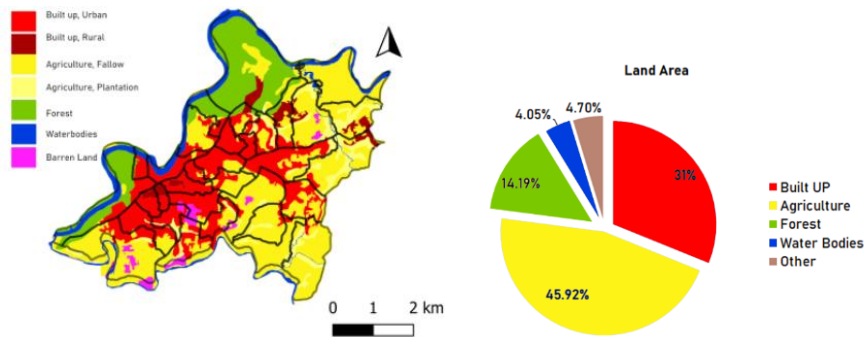 Built up, Urban
Built up, Rural
Agriculture, Fallow
Agriculture, Plantation
Forest
Waterbodies
Barren Land
0 1 2 km
Land Area
4.05%
4.70%
31%
14.19%
45.92%
Built UP
Agriculture
Forest
Water Bodies
Other